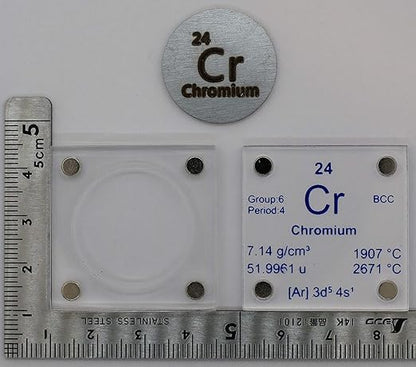 24
Cr
Chromium
5
5cm
4
3
2
1
24
Group:6
Period:4
Cr
BCC
Chromium
7.14 g/cm³
1907 °C
51.9961 u
2671 °C
[Ar] 3d⁵ 4s¹
STAINLESS STEEL
1 2 3 4 5 6 7 8